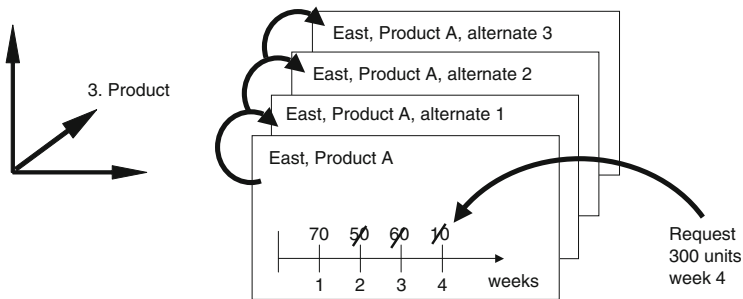 East, Product A, alternate 3
3. Product
East, Product A, alternate 2
East, Product A, alternate 1
East, Product A
70 50 60 10
1 2 3 4 weeks
Request
300 units
week 4